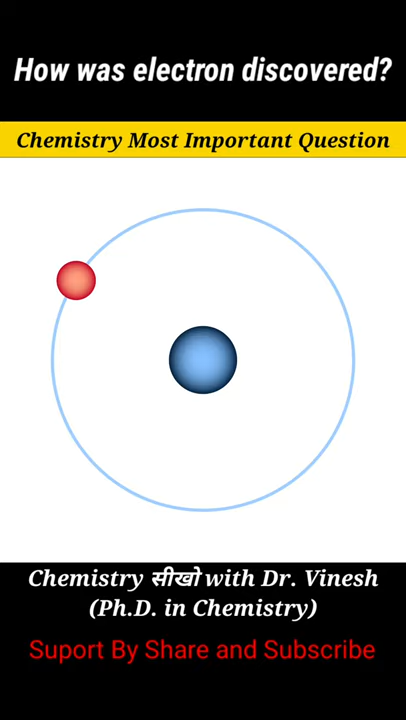 How was electron discovered?
Chemistry Most Important Question
Chemistry सीखो with Dr. Vinesh
(Ph.D. in Chemistry)
Suport By Share and Subscribe